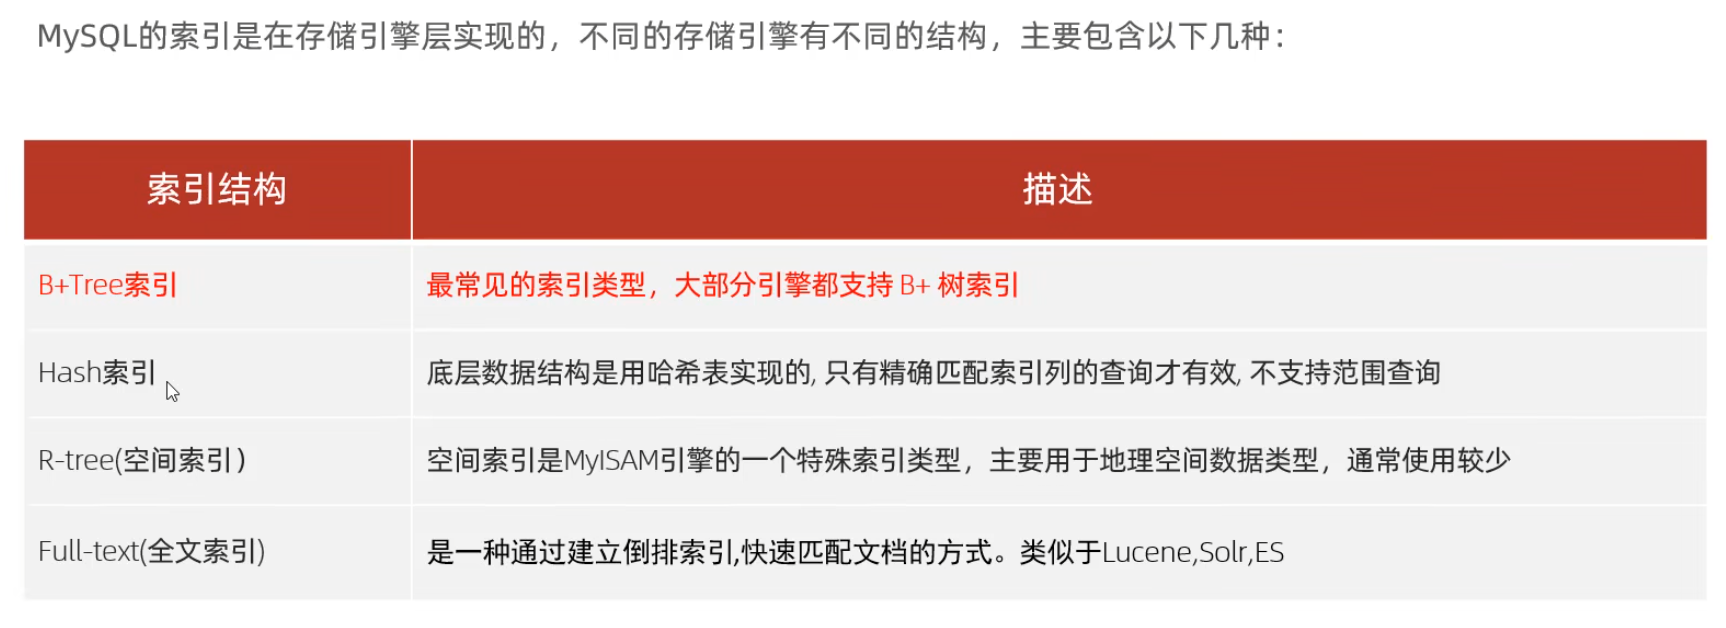 MySQL的索引是在存储引擎层实现的，不同的存储引擎有不同的结构，主要包含以下几种：
索引结构 描述
B+Tree索引 最常见的索引类型，大部分引擎都支持 B+ 树索引
Hash索引 底层数据结构是用哈希表实现的, 只有精确匹配索引列的查询才有效, 不支持范围查询
R-tree(空间索引） 空间索引是MyISAM引擎的一个特殊索引类型，主要用于地理空间数据类型，通常使用较少
Full-text(全文索引) 是一种通过建立倒排索引,快速匹配文档的方式。类似于Lucene,Solr,ES